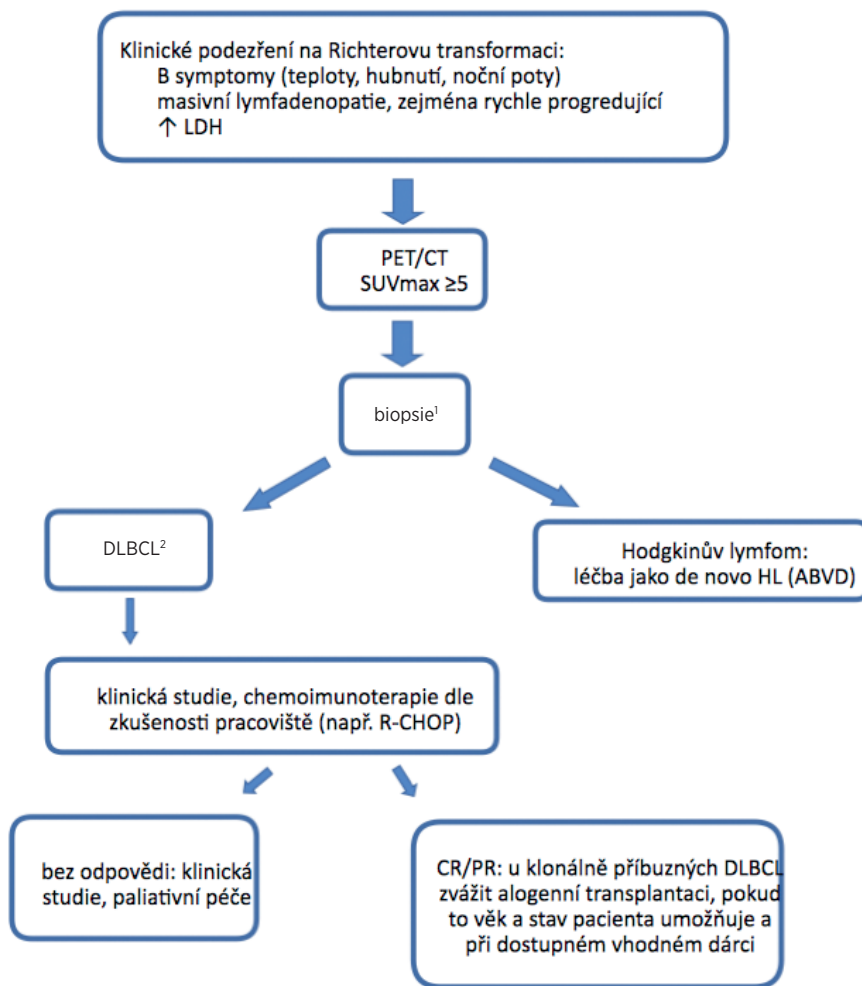 Klinické podezření na Richterovu transformaci:
B symptomy (teploty, hubnutí, noční poty)
masivní lymfadenopatie, zejména rychle progredující
↑ LDH
PET/CT
SUVmax ≥5
biopsie¹
DLBCL²
Hodgkinův lymfom:
léčba jako de novo HL (ABVD)
klinická studie, chemoimunoterapie dle
zkušenosti pracoviště (např. R-CHOP)
bez odpovědi: klinická
studie, paliativní péče
CR/PR: u klonálně příbuzných DLBCL
zvážit alogenní transplantaci, pokud
to věk a stav pacienta umožňuje a
při dostupném vhodném dárci